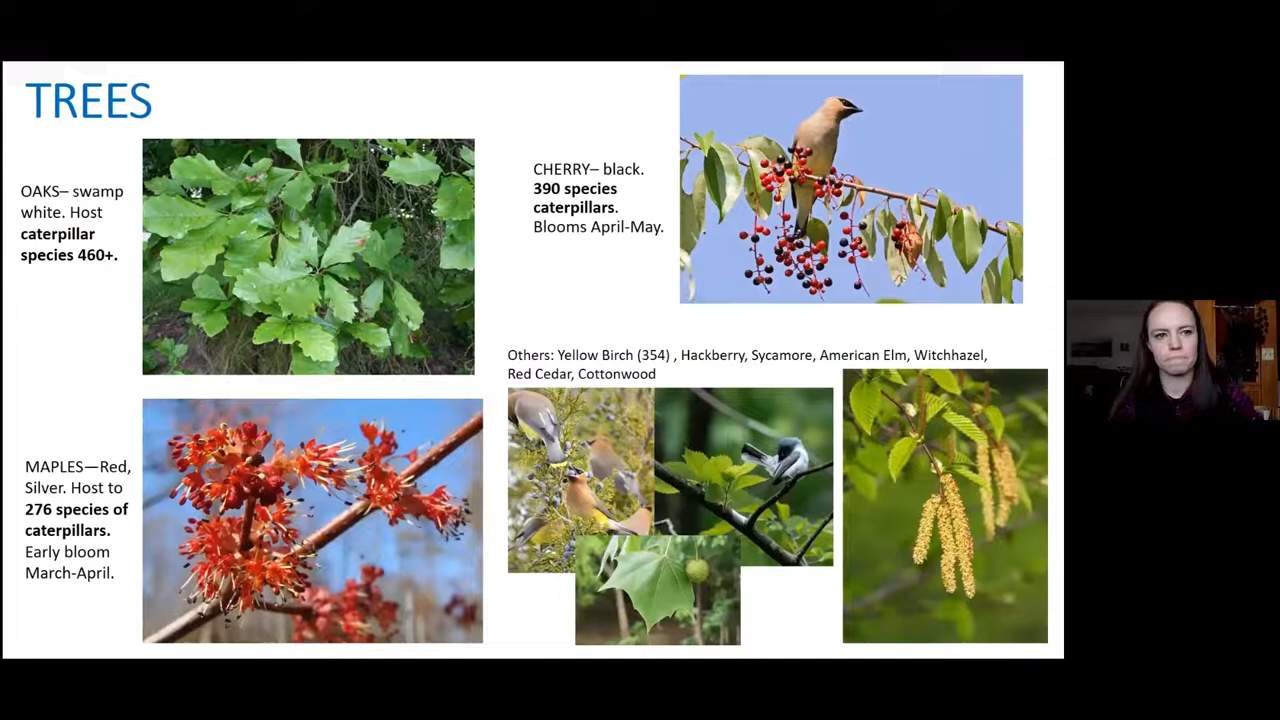 TREES
OAKS– swamp
white. Host
caterpillar
species 460+.
CHERRY– black.
390 species
caterpillars.
Blooms April-May.
Others: Yellow Birch (354) , Hackberry, Sycamore, American Elm, Witchhazel,
Red Cedar, Cottonwood
MAPLES—Red,
Silver. Host to
276 species of
caterpillars.
Early bloom
March-April.